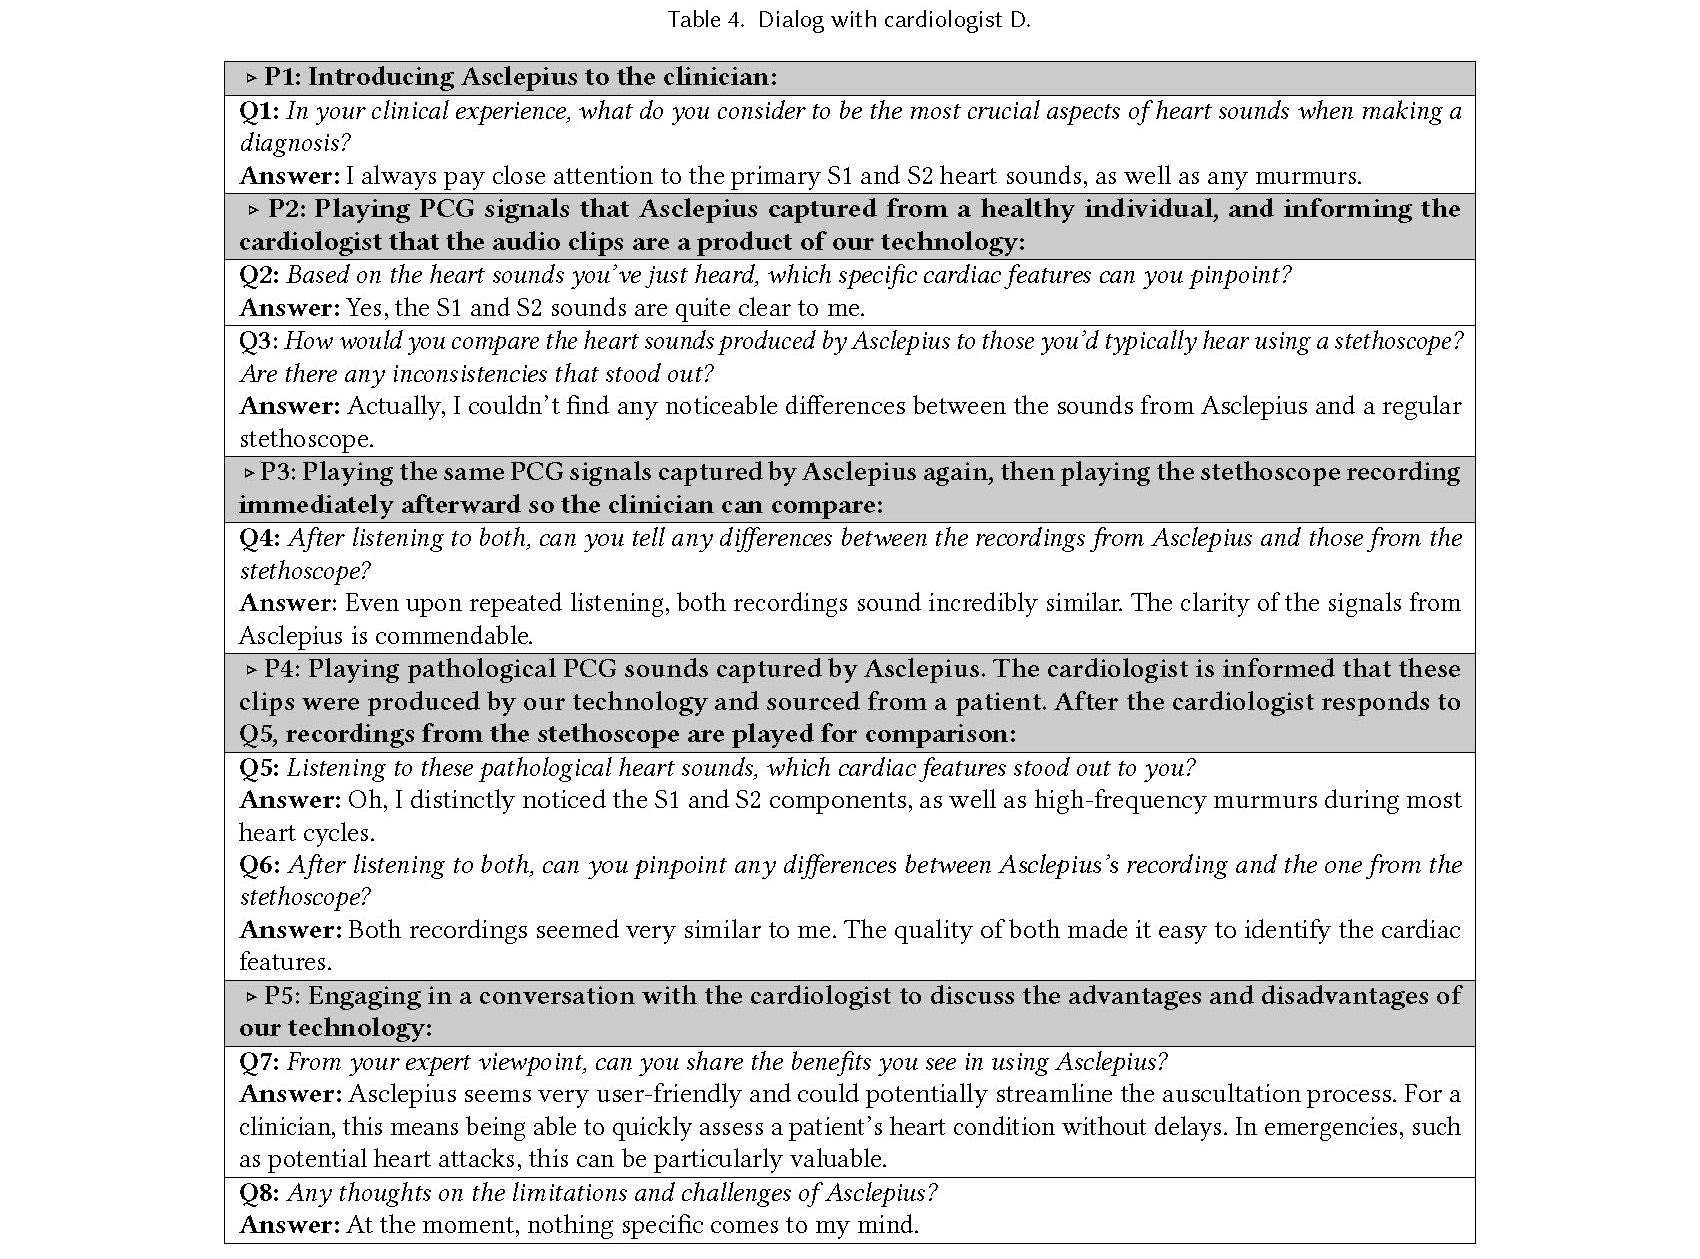 Table 4. Dialog with cardiologist D.
▹ P1: Introducing Asclepius to the clinician:
Q1: In your clinical experience, what do you consider to be the most crucial aspects of heart sounds when making a
diagnosis?
Answer: I always pay close attention to the primary S1 and S2 heart sounds, as well as any murmurs.
▹ P2: Playing PCG signals that Asclepius captured from a healthy individual, and informing the
cardiologist that the audio clips are a product of our technology:
Q2: Based on the heart sounds you've just heard, which specific cardiac features can you pinpoint?
Answer: Yes, the S1 and S2 sounds are quite clear to me.
Q3: How would you compare the heart sounds produced by Asclepius to those you'd typically hear using a stethoscope?
Are there any inconsistencies that stood out?
Answer: Actually, I couldn't find any noticeable differences between the sounds from Asclepius and a regular
stethoscope.
▹ P3: Playing the same PCG signals captured by Asclepius again, then playing the stethoscope recording
immediately afterward so the clinician can compare:
Q4: After listening to both, can you tell any differences between the recordings from Asclepius and those from the
stethoscope?
Answer: Even upon repeated listening, both recordings sound incredibly similar. The clarity of the signals from
Asclepius is commendable.
▹ P4: Playing pathological PCG sounds captured by Asclepius. The cardiologist is informed that these
clips were produced by our technology and sourced from a patient. After the cardiologist responds to
Q5, recordings from the stethoscope are played for comparison:
Q5: Listening to these pathological heart sounds, which cardiac features stood out to you?
Answer: Oh, I distinctly noticed the S1 and S2 components, as well as high-frequency murmurs during most
heart cycles.
Q6: After listening to both, can you pinpoint any differences between Asclepius's recording and the one from the
stethoscope?
Answer: Both recordings seemed very similar to me. The quality of both made it easy to identify the cardiac
features.
▹ P5: Engaging in a conversation with the cardiologist to discuss the advantages and disadvantages of
our technology:
Q7: From your expert viewpoint, can you share the benefits you see in using Asclepius?
Answer: Asclepius seems very user-friendly and could potentially streamline the auscultation process. For a
clinician, this means being able to quickly assess a patient's heart condition without delays. In emergencies, such
as potential heart attacks, this can be particularly valuable.
Q8: Any thoughts on the limitations and challenges of Asclepius?
Answer: At the moment, nothing specific comes to my mind.